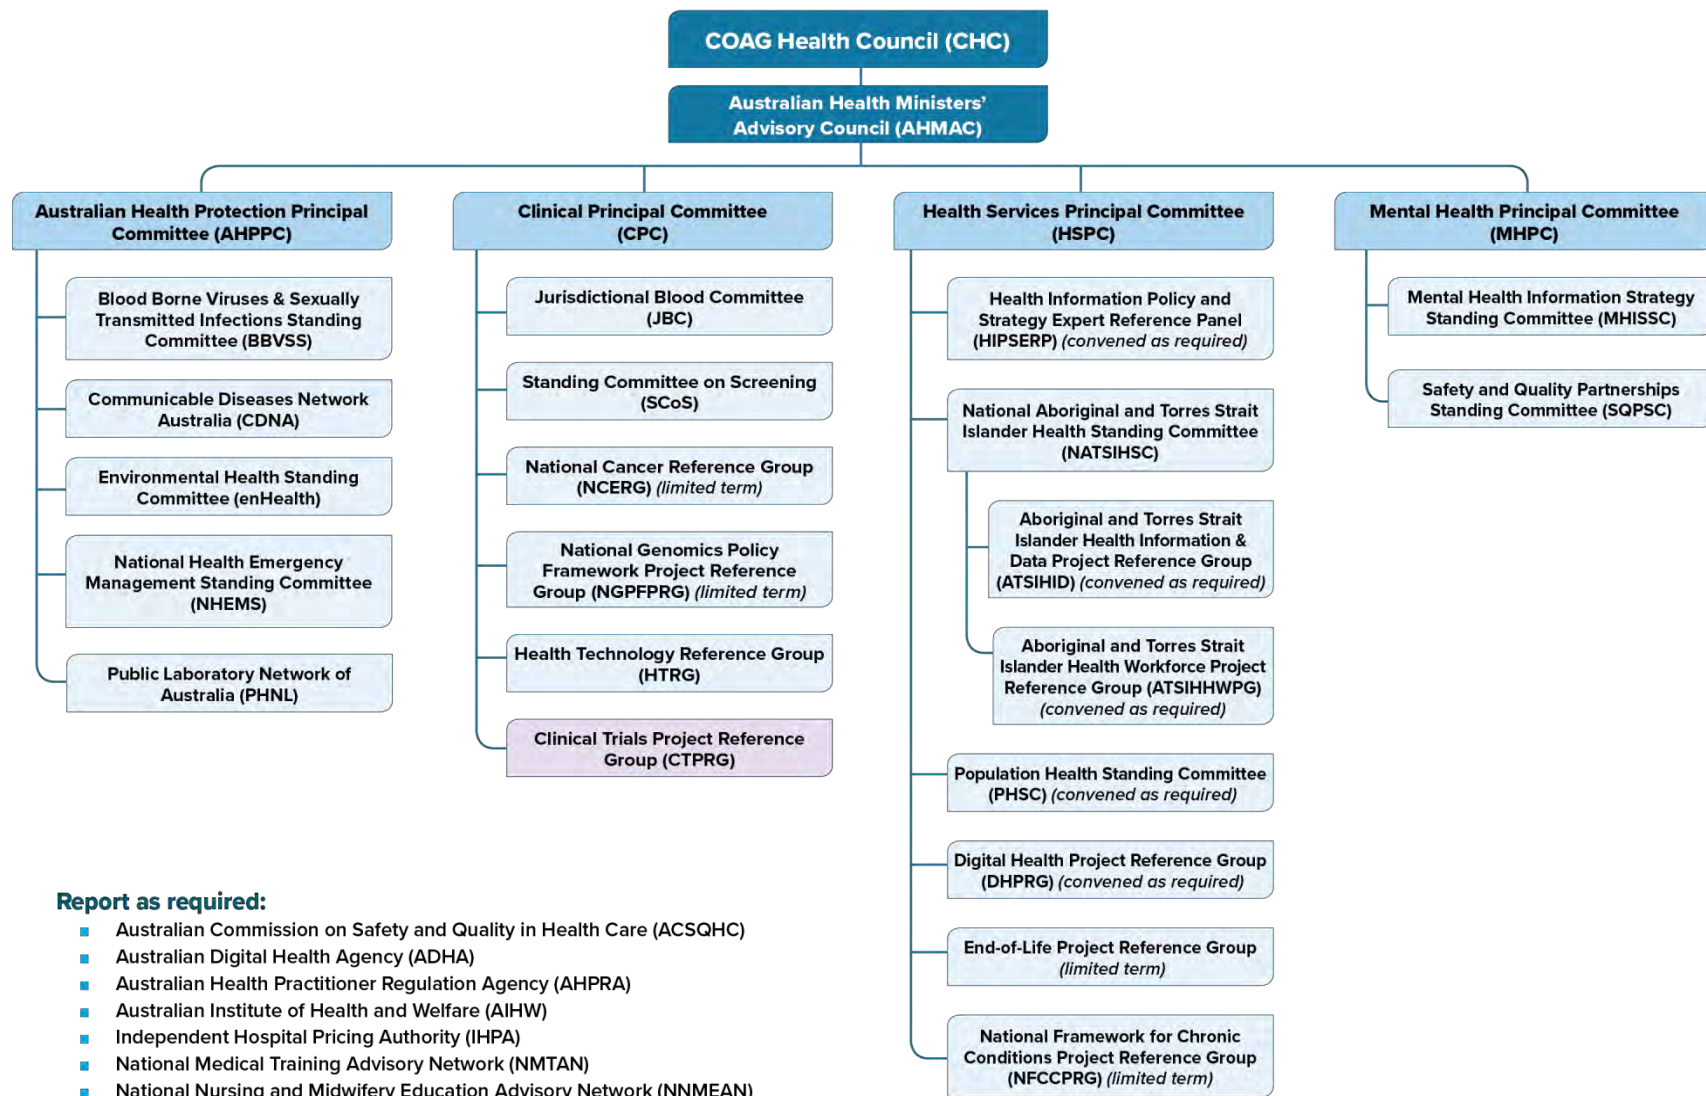 COAG Health Council (CHC)
Australian Health Ministers'
Advisory Council (AHMAC)
Australian Health Protection Principal
Committee (AHPPC)
Blood Borne Viruses & Sexually
Transmitted Infections Standing
Committee (BBVSS)
Communicable Diseases Network
Australia (CDNA)
Environmental Health Standing
Committee (enHealth)
National Health Emergency
Management Standing Committee
(NHEMS)
Public Laboratory Network of
Australia (PHNL)
Clinical Principal Committee
(CPC)
Jurisdictional Blood Committee
(JBC)
Standing Committee on Screening
(SCoS)
National Cancer Reference Group
(NCERG) (limited term)
National Genomics Policy
Framework Project Reference
Group (NGPFPRG) (limited term)
Health Technology Reference Group
(HTRG)
Clinical Trials Project Reference
Group (CTPRG)
Health Services Principal Committee
(HSPC)
Health Information Policy and
Strategy Expert Reference Panel
(HIPSERP) (convened as required)
National Aboriginal and Torres Strait
Islander Health Standing Committee
(NATSIHSC)
Aboriginal and Torres Strait
Islander Health Information &
Data Project Reference Group
(ATSIHID) (convened as required)
Aboriginal and Torres Strait
Islander Health Workforce Project
Reference Group (ATSIHHWPG)
(convened as required)
Population Health Standing Committee
(PHSC) (convened as required)
Digital Health Project Reference Group
(DHPRG) (convened as required)
End-of-Life Project Reference Group
(limited term)
National Framework for Chronic
Conditions Project Reference Group
(NFCCPRG) (limited term)
Mental Health Principal Committee
(MHPC)
Mental Health Information Strategy
Standing Committee (MHISSC)
Safety and Quality Partnerships
Standing Committee (SQPSC)
Report as required:
Australian Commission on Safety and Quality in Health Care (ACSQHC)
Australian Digital Health Agency (ADHA)
Australian Health Practitioner Regulation Agency (AHPRA)
Australian Institute of Health and Welfare (AIHW)
Independent Hospital Pricing Authority (IHPA)
National Medical Training Advisory Network (NMTAN)
National Nursing and Midwifery Education Advisory Network (NNMEAN)